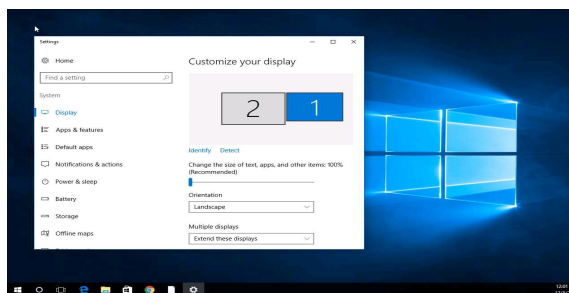 Settings
Home
Customize your display
Find a setting
System
2 1
Display
Apps & features
Default apps
Identify Detect
Notifications & actions
Change the size of text, apps, and other items: 100%
(Recommended)
Power & sleep
Battery
Orientation
Landscape
Storage
Offline maps
Multiple displays
Extend these displays
12:01